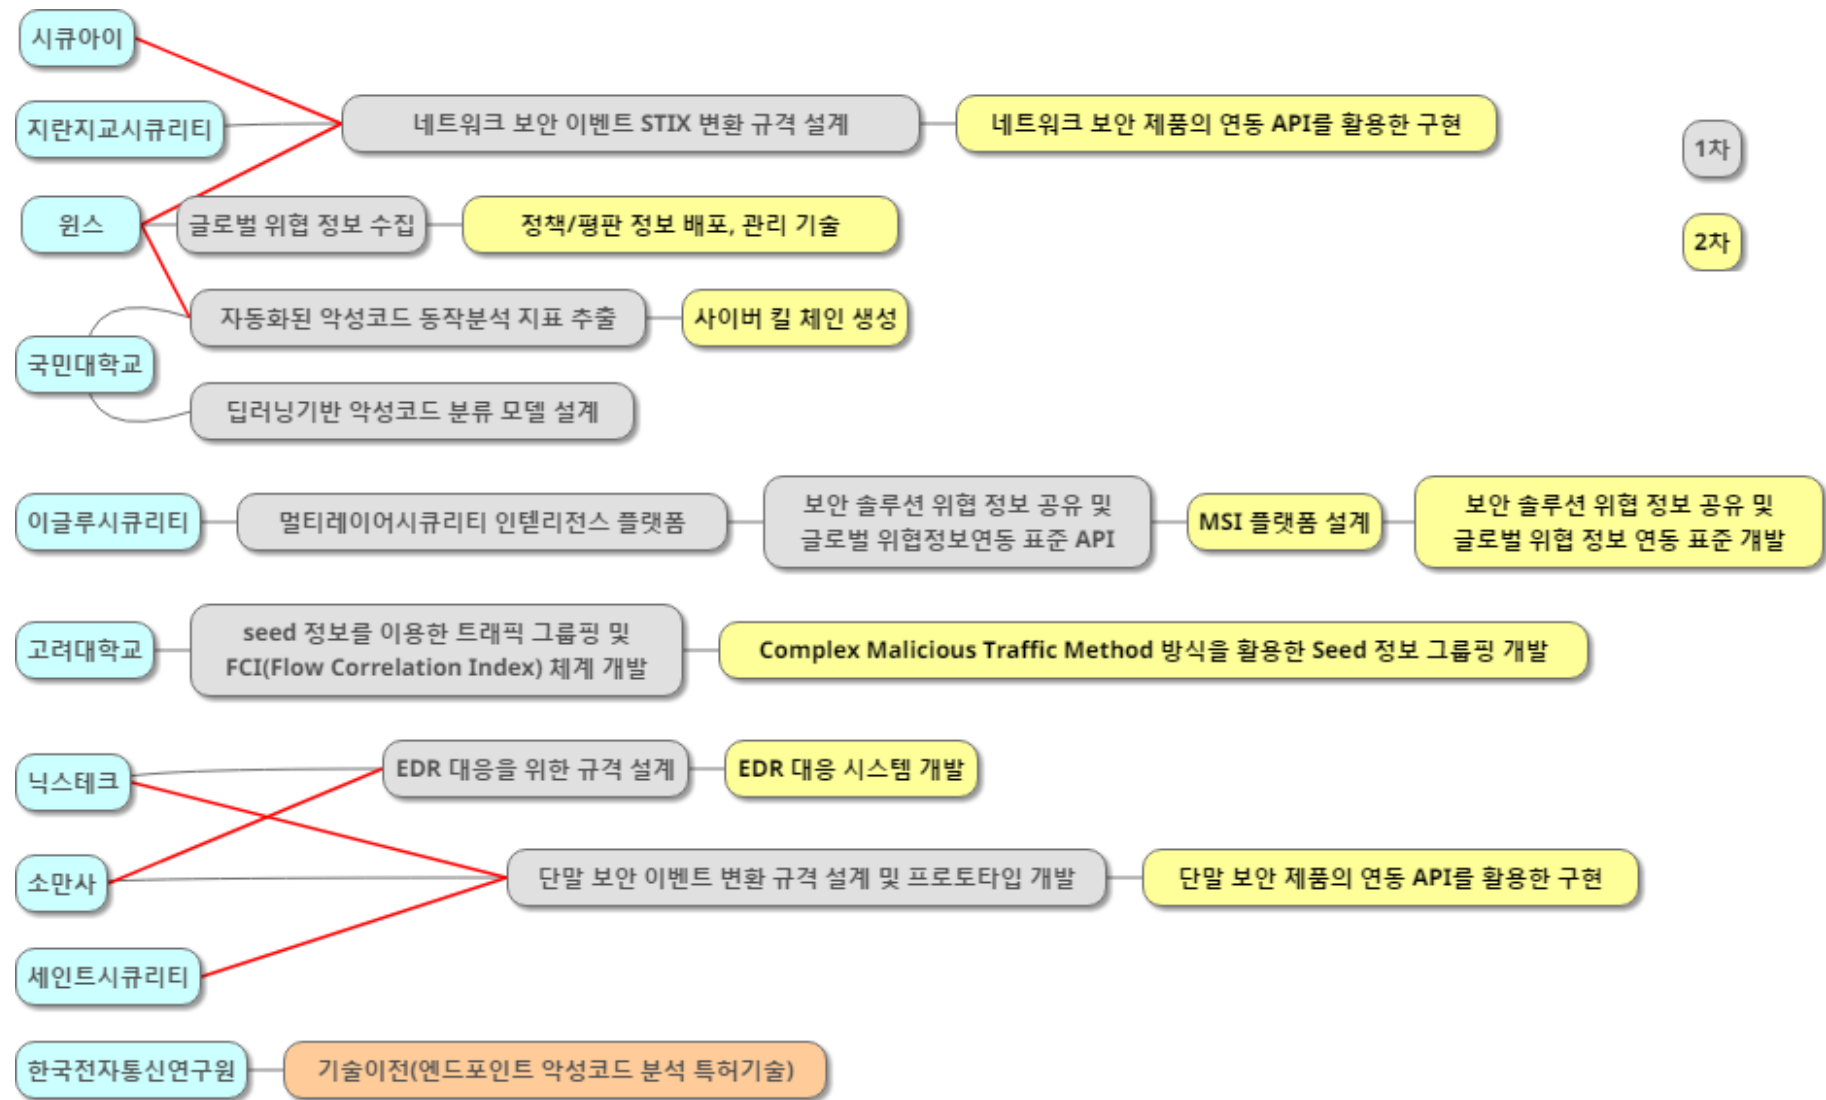 시큐아이
지란지교시큐리티
네트워크 보안 이벤트 STIX 변환 규격 설계
네트워크 보안 제품의 연동 API를 활용한 구현
1차
윈스
글로벌 위협 정보 수집
정책/평판 정보 배포, 관리 기술
2차
자동화된 악성코드 동작분석 지표 추출
사이버 킬 체인 생성
국민대학교
딥러닝기반 악성코드 분류 모델 설계
이글루시큐리티
멀티레이어시큐리티 인텔리전스 플랫폼
보안 솔루션 위협 정보 공유 및
글로벌 위협정보연동 표준 API
MSI 플랫폼 설계
보안 솔루션 위협 정보 공유 및
글로벌 위협 정보 연동 표준 개발
고려대학교
seed 정보를 이용한 트래픽 그룹핑 및
FCI(Flow Correlation Index) 체계 개발
Complex Malicious Traffic Method 방식을 활용한 Seed 정보 그룹핑 개발
닉스테크
EDR 대응을 위한 규격 설계
EDR 대응 시스템 개발
소만사
단말 보안 이벤트 변환 규격 설계 및 프로토타입 개발
단말 보안 제품의 연동 API를 활용한 구현
세인트시큐리티
한국전자통신연구원
기술이전(엔드포인트 악성코드 분석 특허기술)